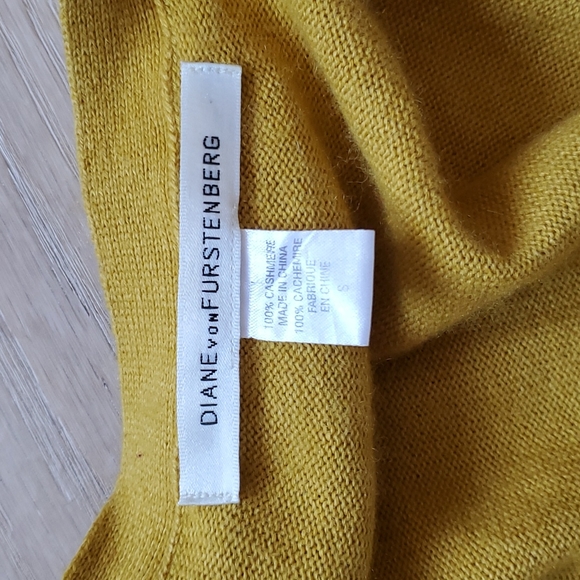 DIANE VON FURSTENBERG
100% CASHMERE
MADE IN CHINA
100% CACHEMIRE
FABRIQUE
EN CHINE
S